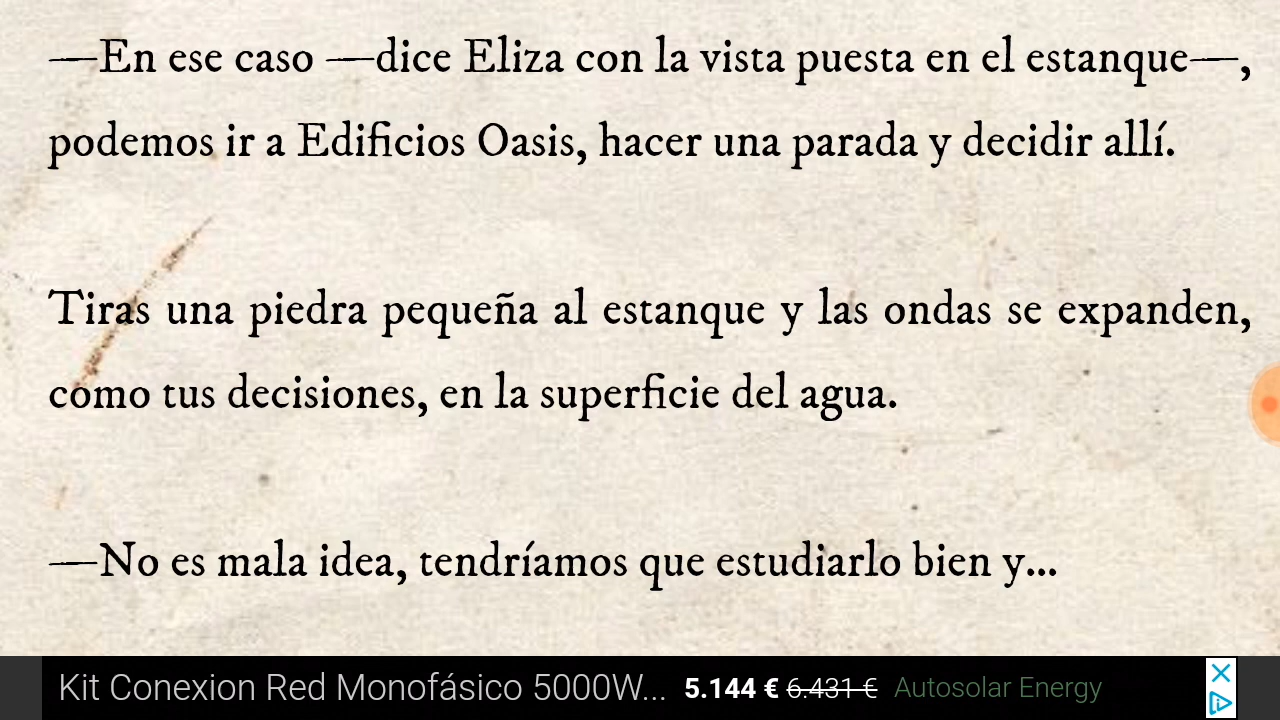 —En ese caso —dice Eliza con la vista puesta en el estanque—,
podemos ir a Edificios Oasis, hacer una parada y decidir allí.
Tiras una piedra pequeña al estanque y las ondas se expanden,
como tus decisiones, en la superficie del agua.
—No es mala idea, tendríamos que estudiarlo bien y...
Kit Conexion Red Monofásico 5000W... 5.144 € 6.431 € Autosolar Energy